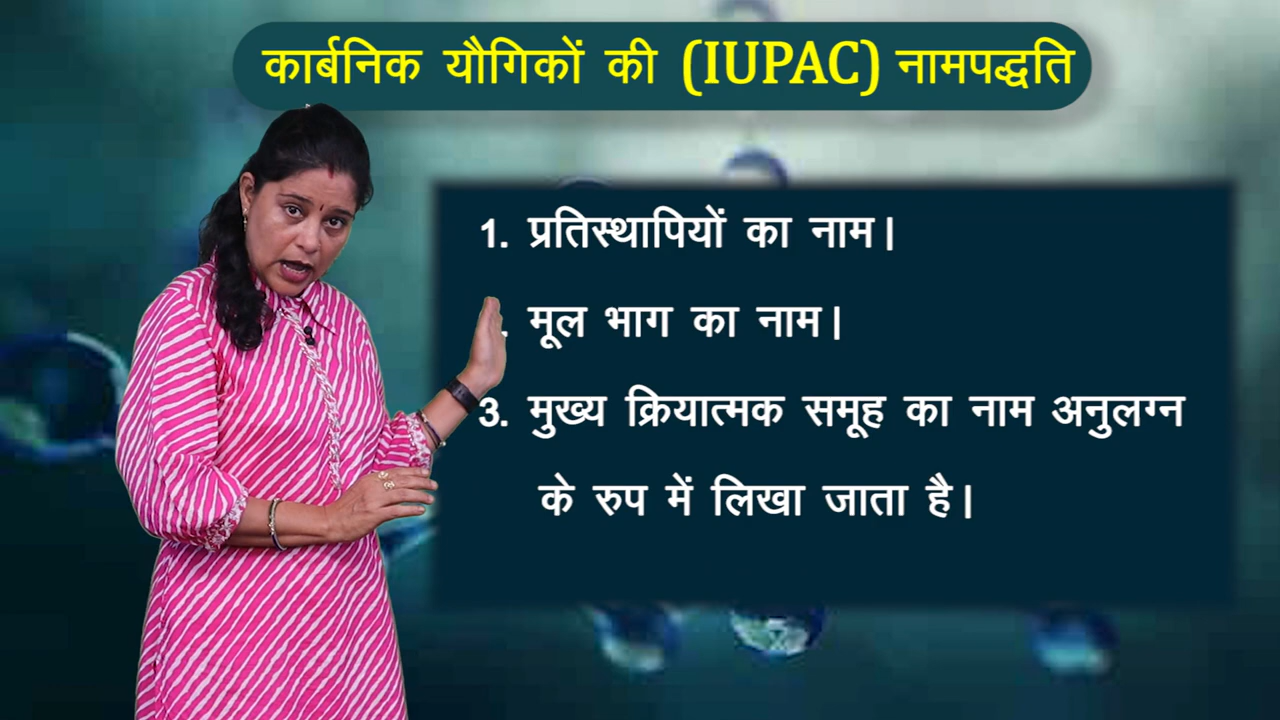 कार्बनिक यौगिकों की (IUPAC) नामपद्धति
1. प्रतिस्थापियों का नाम।
. मूल भाग का नाम।
3. मुख्य क्रियात्मक समूह का नाम अनुलग्न
के रुप में लिखा जाता है।